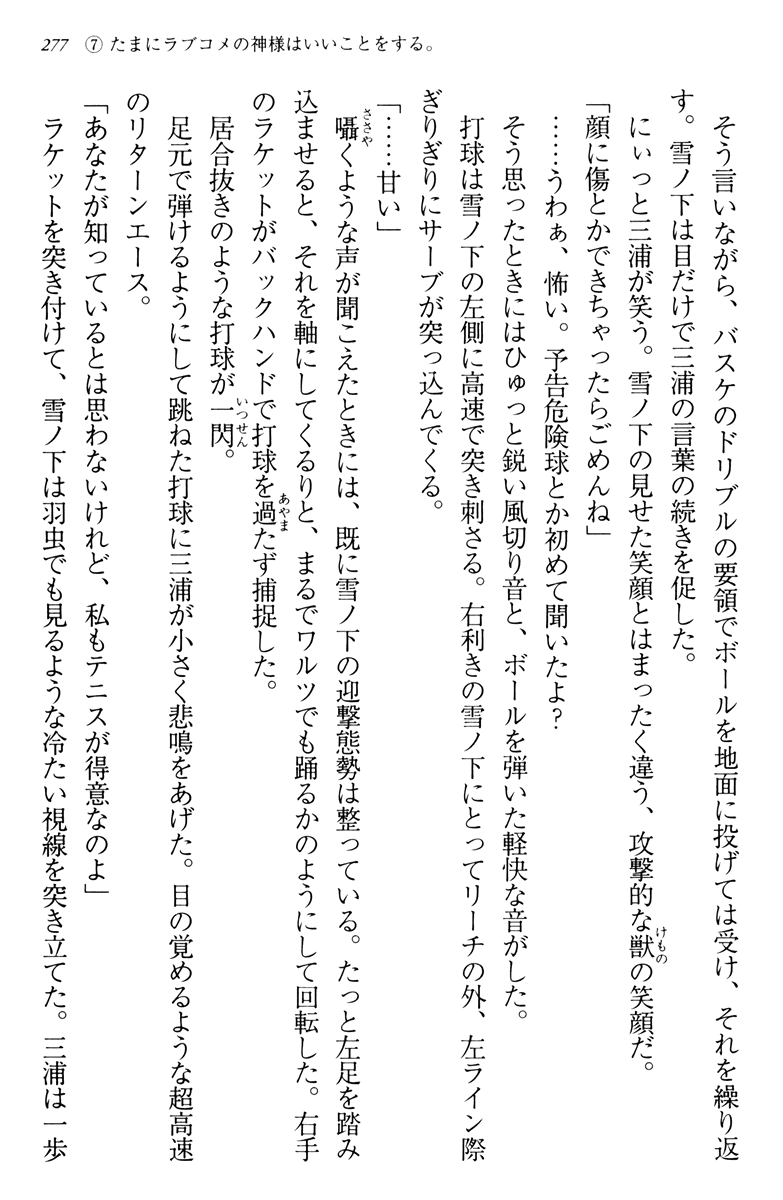 277 ⑦ たまにラブコメの神様はいいことをする。
そう言いながら、バスケのドリブルの要領でボールを地面に投げては受け、それを繰り返
す。雪ノ下は目だけで三浦の言葉の続きを促した。
にぃっと三浦が笑う。雪ノ下の見せた笑顔とはまったく違う、攻撃的な獣の笑顔だ。
けもの
「顔に傷とかできちゃったらごめんね」
……うわぁ、怖い。予告危険球とか初めて聞いたよ?
そう思ったときにはひゅっと鋭い風切り音と、ボールを弾いた軽快な音がした。
打球は雪ノ下の左側に高速で突き刺さる。右利きの雪ノ下にとってリーチの外、左ライン際
ぎりぎりにサーブが突っ込んでくる。
「……甘い」
囁くような声が聞こえたときには、既に雪ノ下の迎撃態勢は整っている。たっと左足を踏み
ささや
込ませると、それを軸にしてくるりと、まるでワルツでも踊るかのようにして回転した。右手
のラケットがバックハンドで打球を過たず捕捉した。
あやま
居合抜きのような打球が一閃。
いつせん
足元で弾けるようにして跳ねた打球に三浦が小さく悲鳴をあげた。目の覚めるような超高速
のリターンエース。
「あなたが知っているとは思わないけれど、私もテニスが得意なのよ」
ラケットを突き付けて、雪ノ下は羽虫でも見るような冷たい視線を突き立てた。三浦は一歩